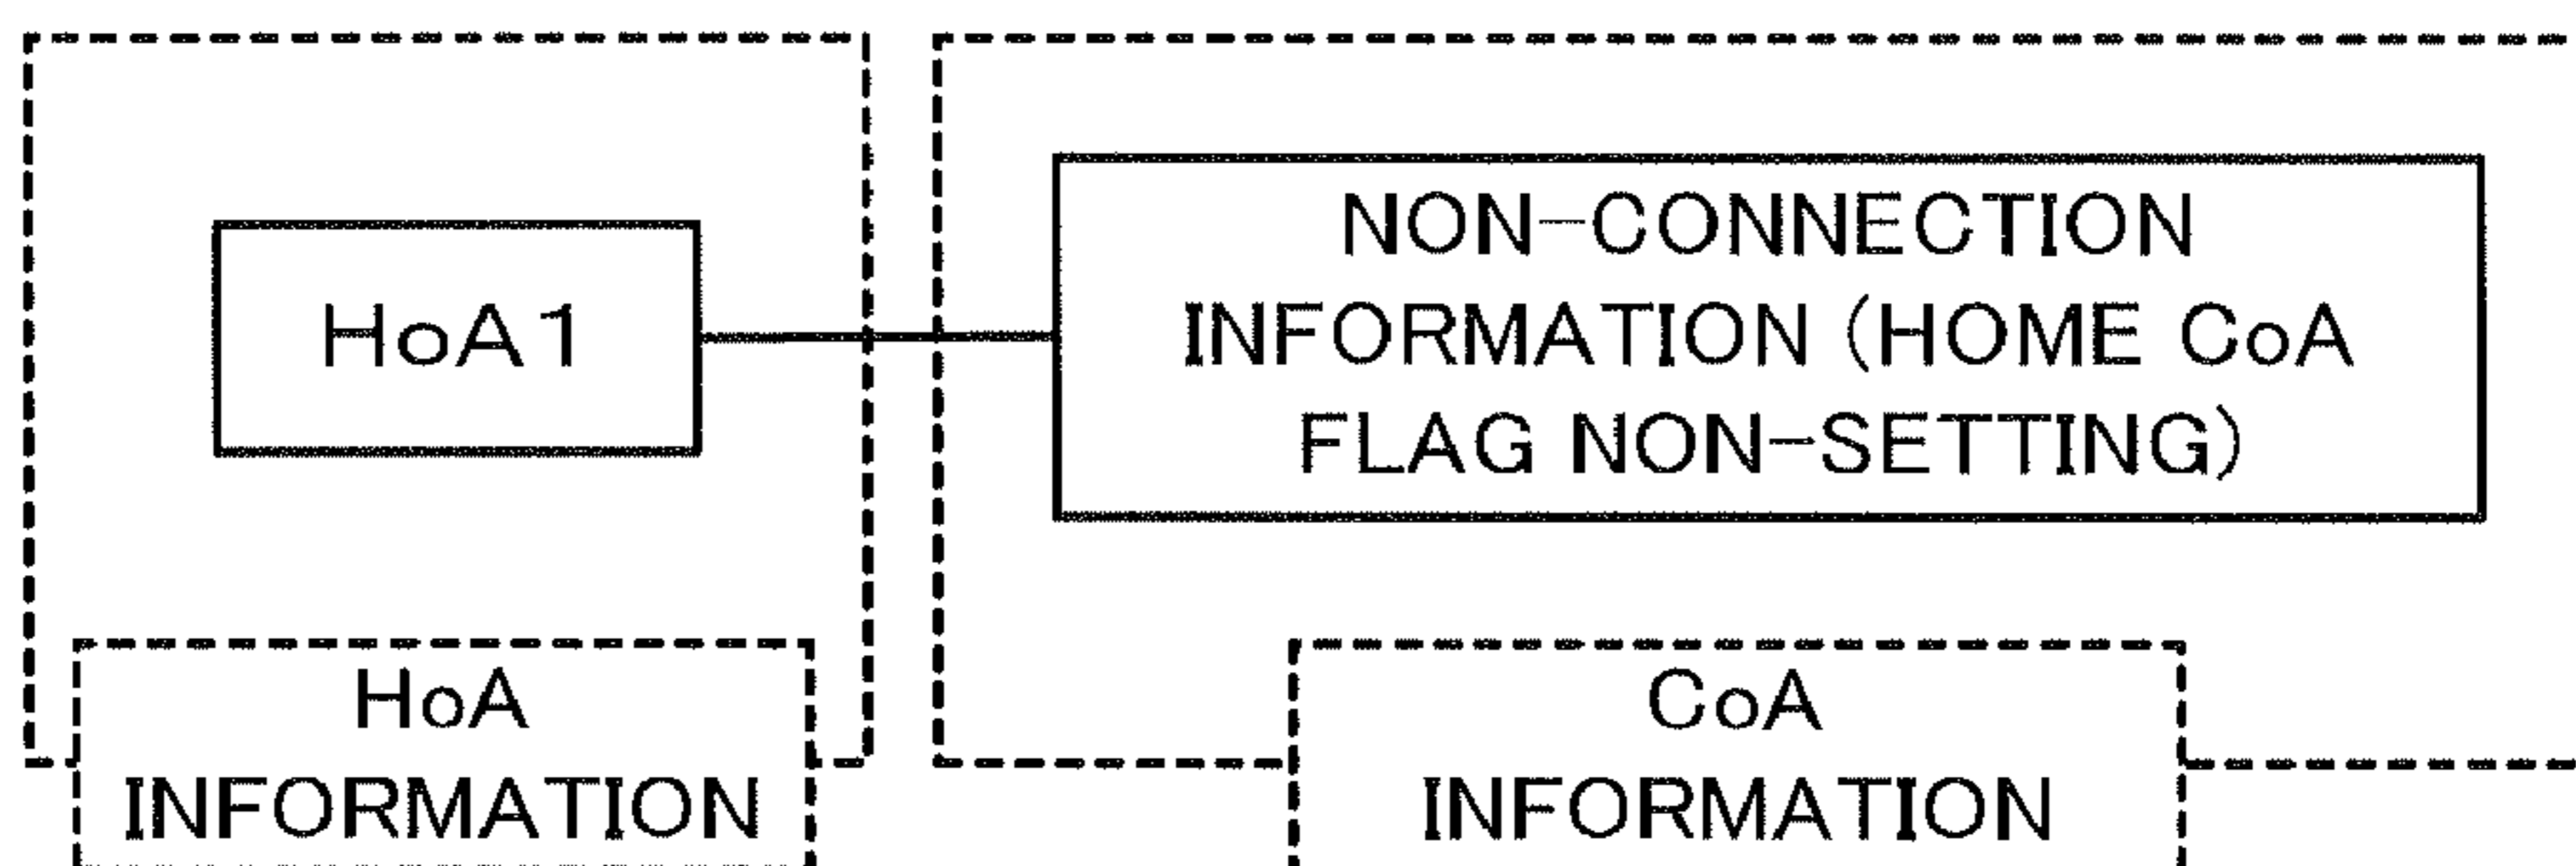 HoA1
NON-CONNECTION
INFORMATION (HOME CoA
FLAG NON-SETTING)
HoA
INFORMATION
CoA
INFORMATION